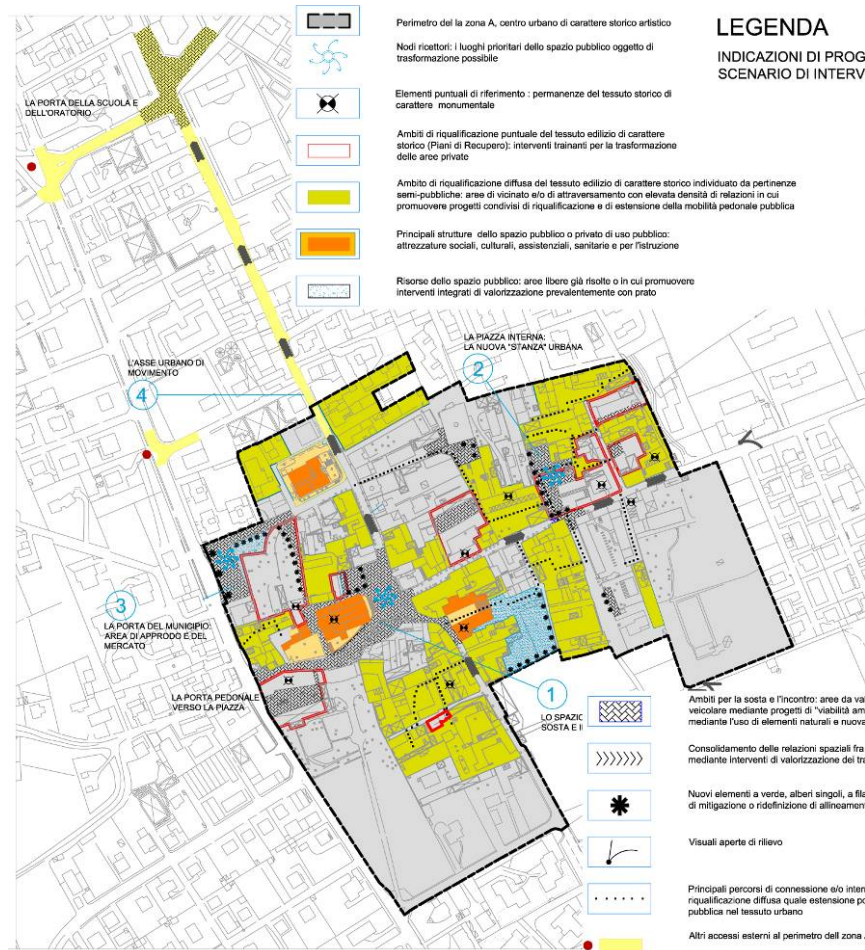 LEGENDA
INDICAZIONI DI PROG
SCENARIO DI INTERV
Perimetro del la zona A, centro urbano di carattere storico artistico
Nodi ricettori: i luoghi prioritari dello spazio pubblico oggetto di
trasformazione possibile
Elementi puntuali di riferimento : permanenze del tessuto storico di
carattere monumentale
Ambiti di riqualificazione puntuale del tessuto edilizio di carattere
storico (Piani di Recupero): interventi trainanti per la trasformazione
delle aree private
Ambito di riqualificazione diffusa del tessuto edilizio di carattere storico individuato da pertinenze
semi-pubbliche: aree di vicinato e/o di attraversamento con elevata densità di relazioni in cui
promuovere progetti condivisi di riqualificazione e di estensione della mobilità pedonale pubblica
Principali strutture dello spazio pubblico o privato di uso pubblico:
attrezzature sociali, culturali, assistenziali, sanitarie e per l'istruzione
Risorse dello spazio pubblico: aree libere già risolte o in cui promuovere
interventi integrati di valorizzazione prevalentemente con prato
LA PORTA DELLA SCUOLA E
DELL'ORATORIO
LA PIAZZA INTERNA:
LA NUOVA "STANZA" URBANA
2
L'ASSE URBANO DI
MOVIMENTO
4
3
LA PORTA DEL MUNICIPIO:
AREA DI APPRODO E DEL
MERCATO
LA PORTA PEDONALE
VERSO LA PIAZZA
1
LO SPAZIO
SOSTA E I
Ambiti per la sosta e l'incontro: aree da val
veicolare mediante progetti di "viabilità am
mediante l'uso di elementi naturali e nuova
Consolidamento delle relazioni spaziali fra
mediante interventi di valorizzazione dei tra
Nuovi elementi a verde, alberi singoli, a fila
di mitigazione o ridefinizione di allineament
Visuali aperte di rilievo
Principali percorsi di connessione e/o inter
riqualificazione diffusa quale estensione po
pubblica nel tessuto urbano
Altri accessi esterni al perimetro dell zona